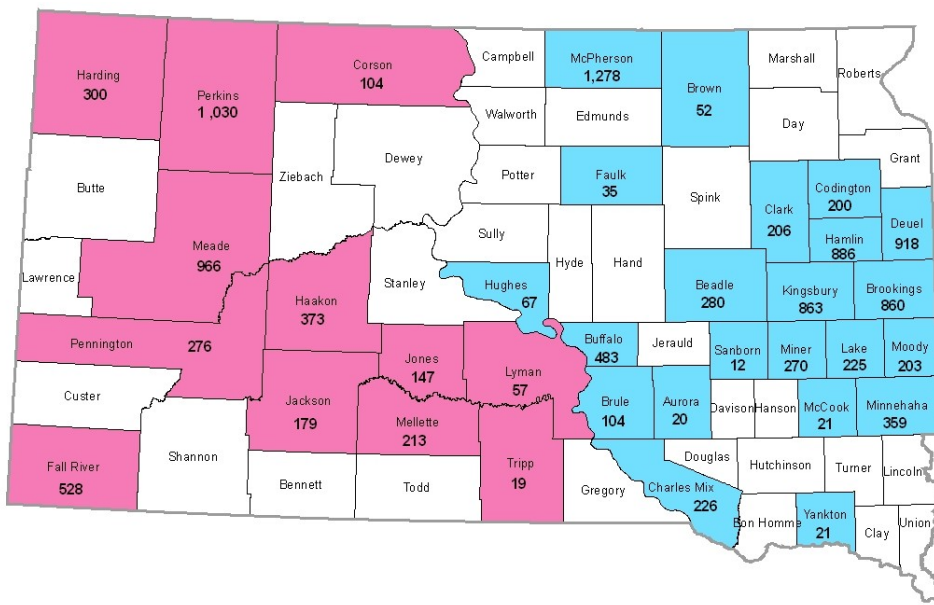 Harding
300
Perkins
1 ,030
Corson
104
Campbell
McPherson
1,278
Brown
52
Marshall
Roberts
Walworth
Edmunds
Day
Grant
Butte
Ziebach
Dewey
Potter
Faulk
35
Spink
Clark
206
Codington
200
Hamlin
886
Deuel
918
Lawrence
Meade
966
Haakon
373
Stanley
Sully
Hughes
67
Hyde
Hand
Beadle
280
Kingsbury
863
Brookings
860
Pennington
276
Jones
147
Lyman
57
Buffalo
483
Jerauld
Sanborn
12
Miner
270
Lake
225
Moody
203
Custer
Jackson
179
Mellette
213
Brule
104
Aurora
20
Davison
Hanson
McCook
21
Minnehaha
359
Fall River
528
Shannon
Bennett
Todd
Tripp
19
Gregory
Douglas
Charles Mix
226
Hutchinson
Turner
Lincoln
Bon Homme
Yankton
21
Clay
Union